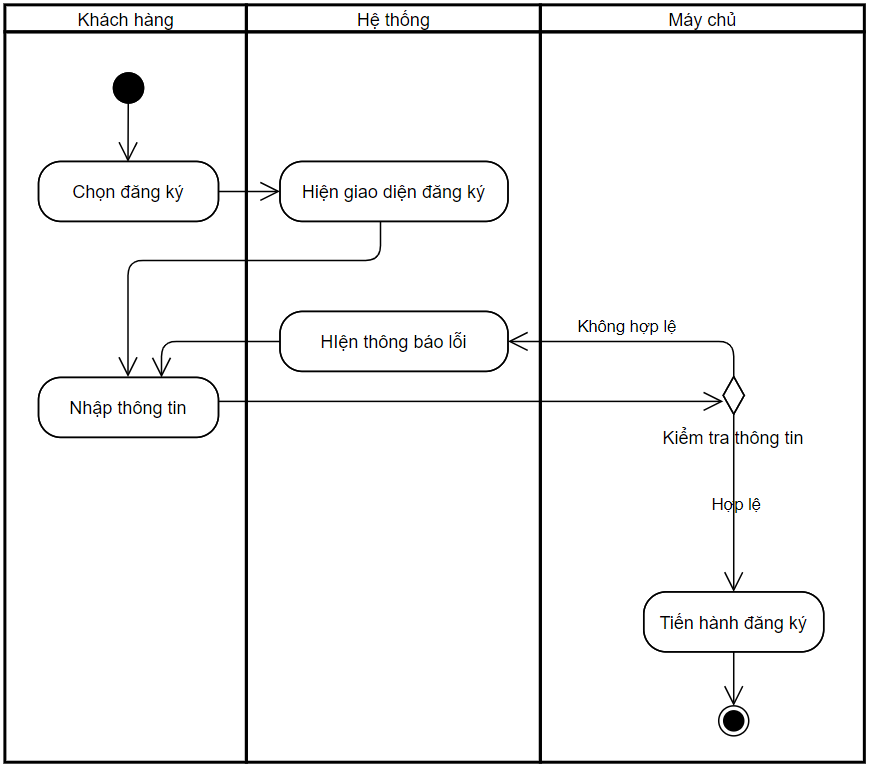 Khách hàng
Hệ thống
Máy chủ
Chọn đăng ký
Hiện giao diện đăng ký
Không hợp lệ
HIện thông báo lỗi
Nhập thông tin
Kiểm tra thông tin
Hợp lệ
Tiến hành đăng ký